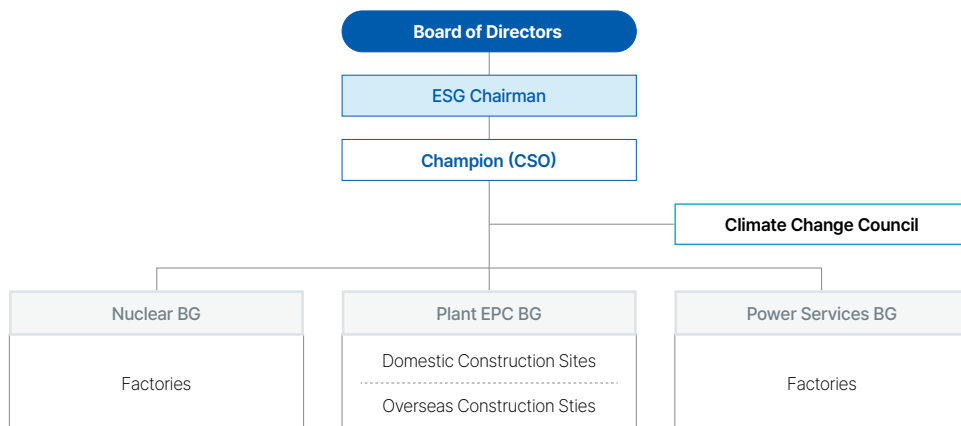 Board of Directors
ESG Chairman
Champion (CSO)
Climate Change Council
Nuclear BG
Plant EPC BG
Power Services BG
Factories
Domestic Construction Sites
Overseas Construction Sties
Factories